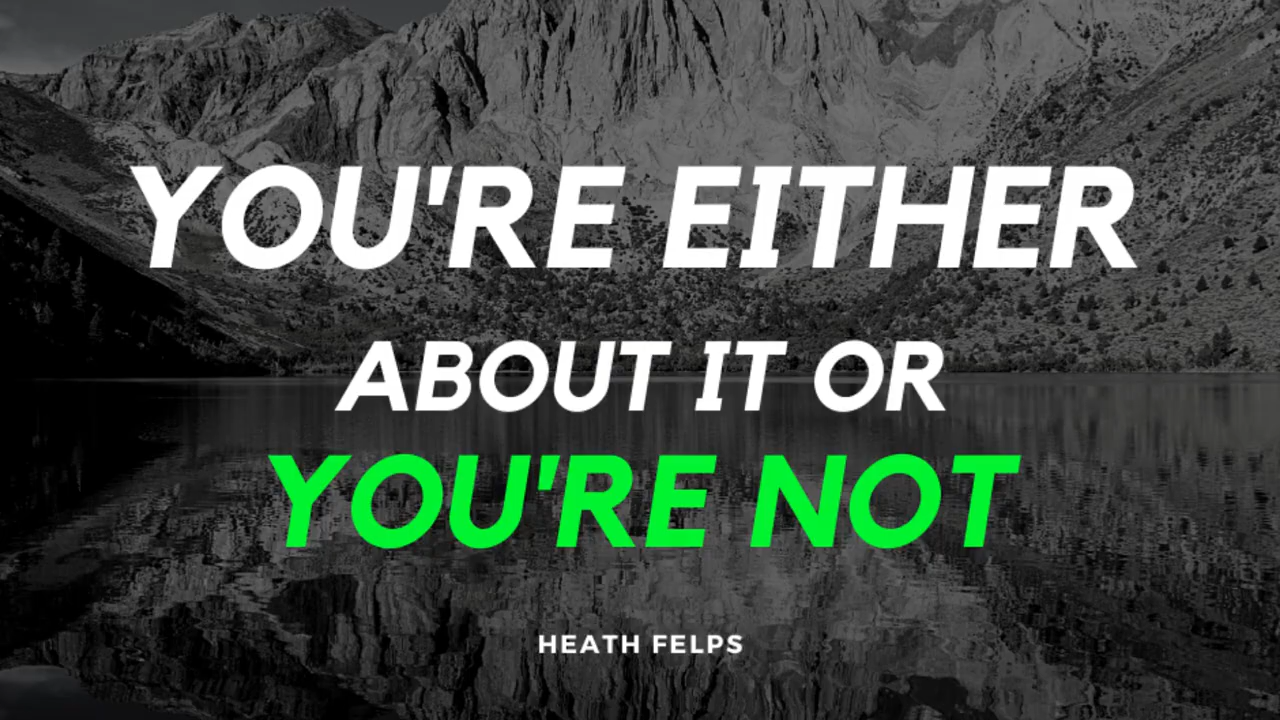 YOU'RE EITHER
ABOUT IT OR
YOU'RE NOT
HEATH FELPS